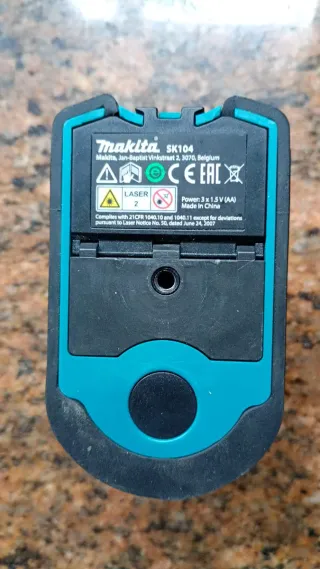 makita SK104
Makita, Jan-Baptist Vinkstraat 2, 3070, Belgium
CE EAC
LASER
2
Power: 3 x 1.5 V (AA)
Made in China
Complies with 21CFR 1040.10 and 1040.11 except for deviations
pursuant to Laser Notice No. 50, dated June 24, 2007